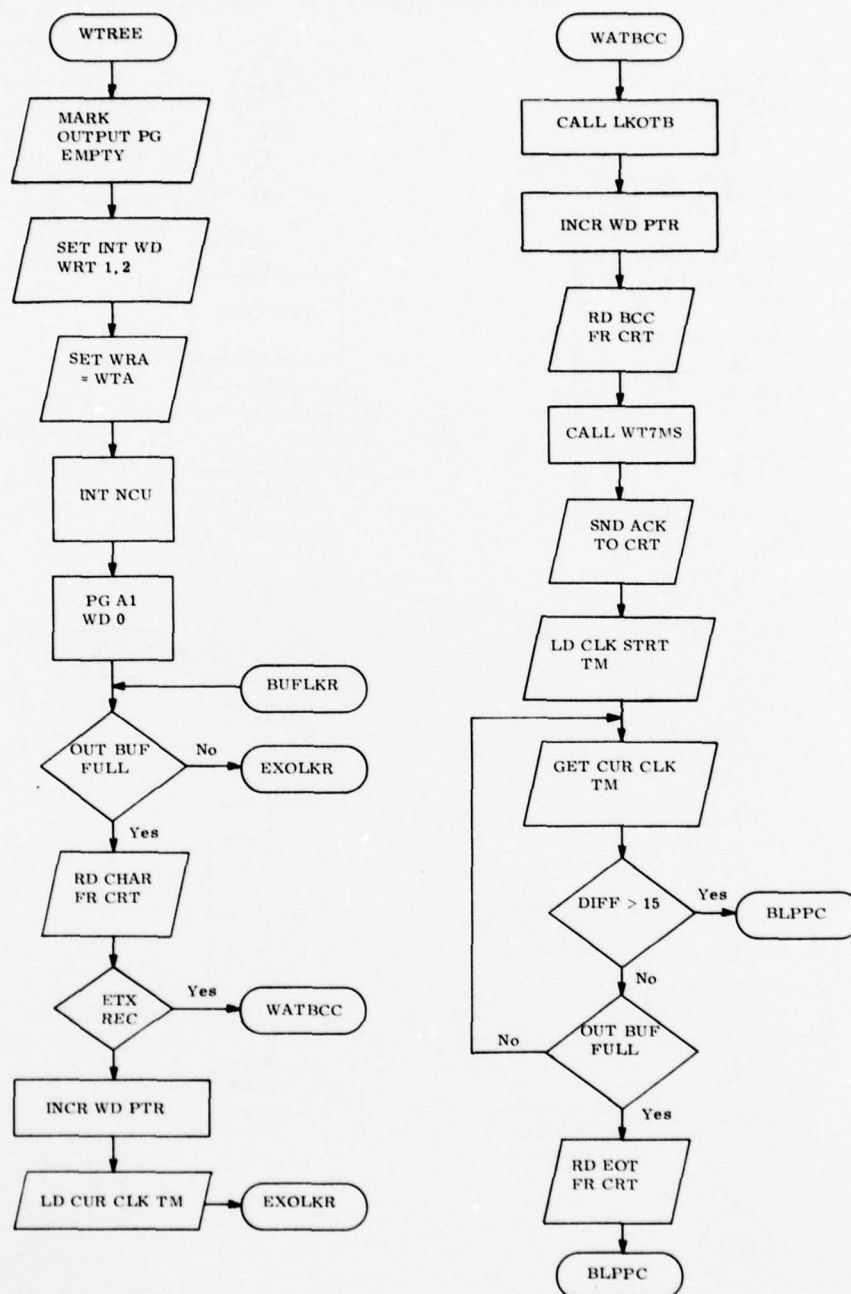 WTREE
MARK
OUTPUT PG
EMPTY
SET INT WD
WRT 1, 2
SET WRA
= WTA
INT NCU
PG A1
WD 0
BUFLKR
OUT BUF
FULL
No
EXOLKR
Yes
RD CHAR
FR CRT
ETX
REC
Yes
WATBCC
INCR WD PTR
LD CUR CLK TM
EXOLKR
WATBCC
CALL LKOTB
INCR WD PTR
RD BCC
FR CRT
CALL WT7MS
SND ACK
TO CRT
LD CLK STRT
TM
GET CUR CLK
TM
DIFF > 15
Yes
BLPPC
No
OUT BUF
FULL
No
Yes
RD EOT
FR CRT
BLPPC